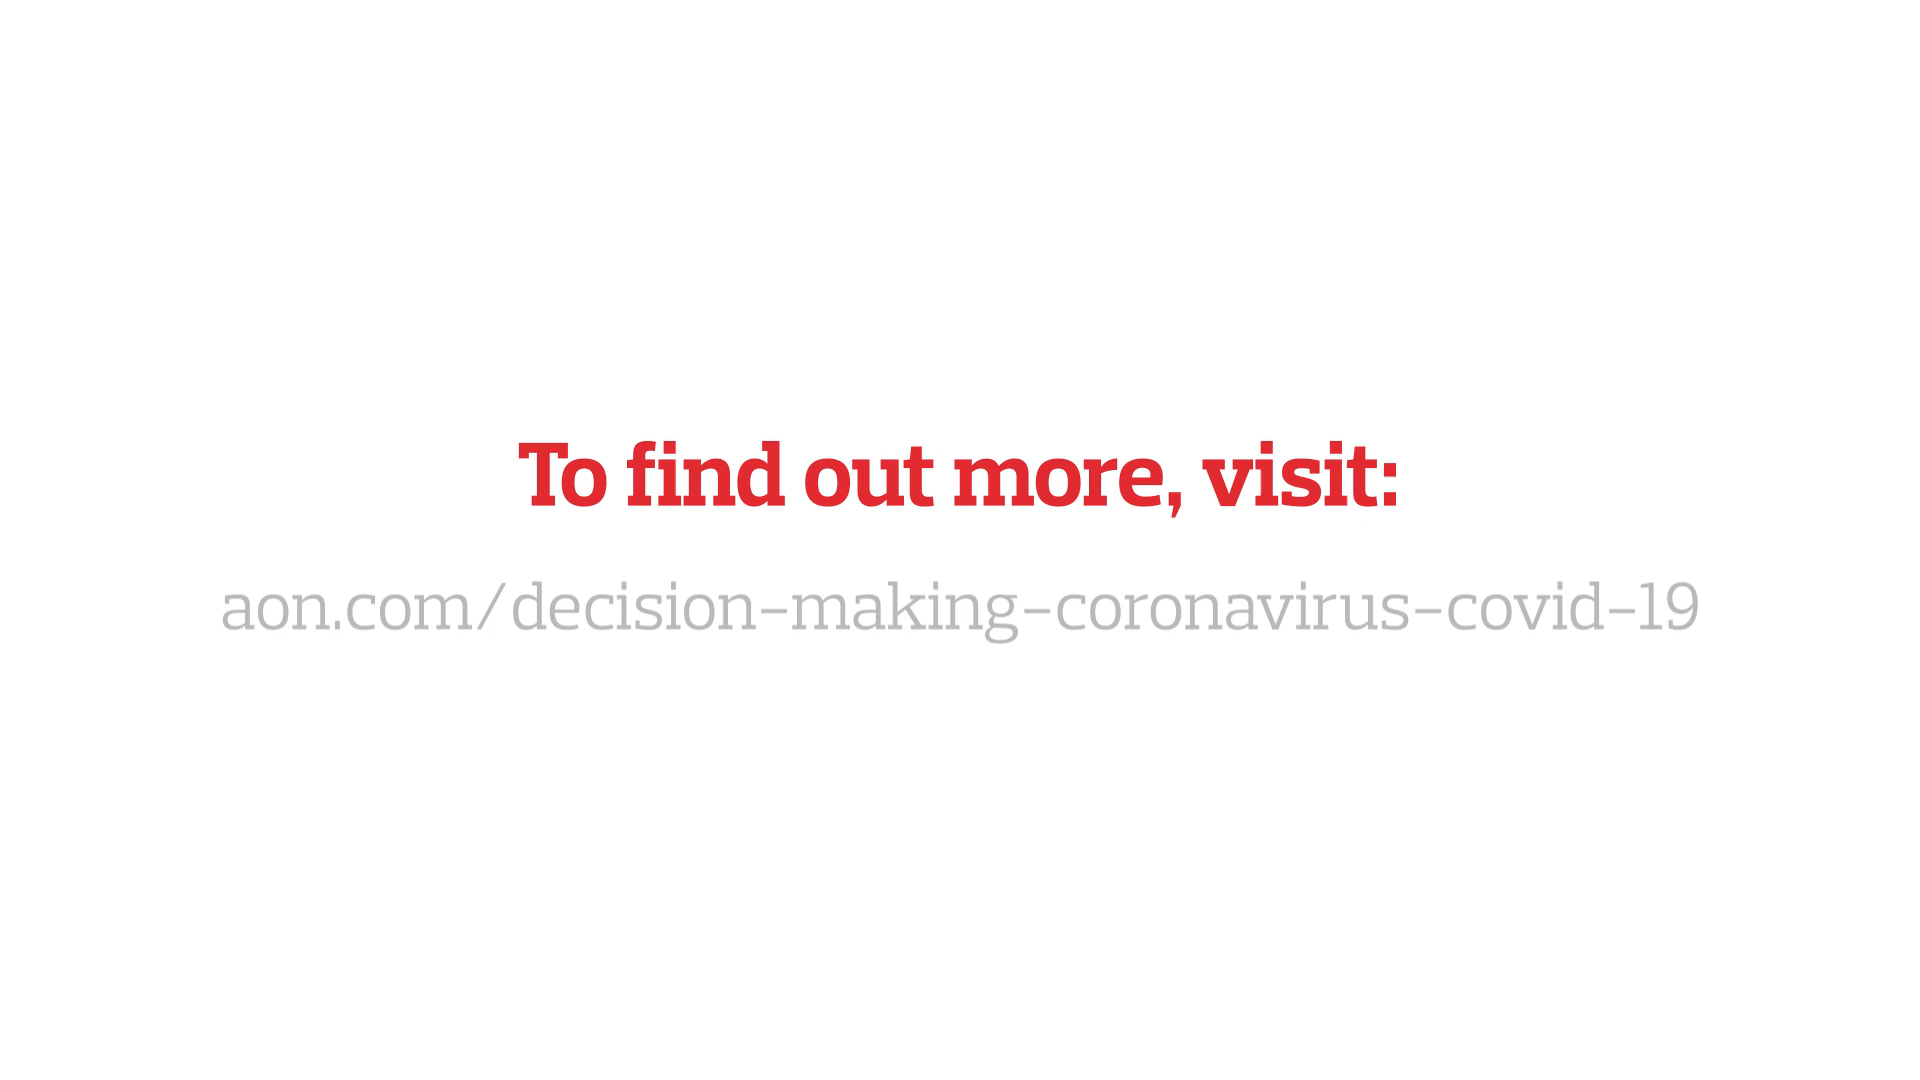 To find out more, visit:
aon.com/decision-making-coronavirus-covid-19